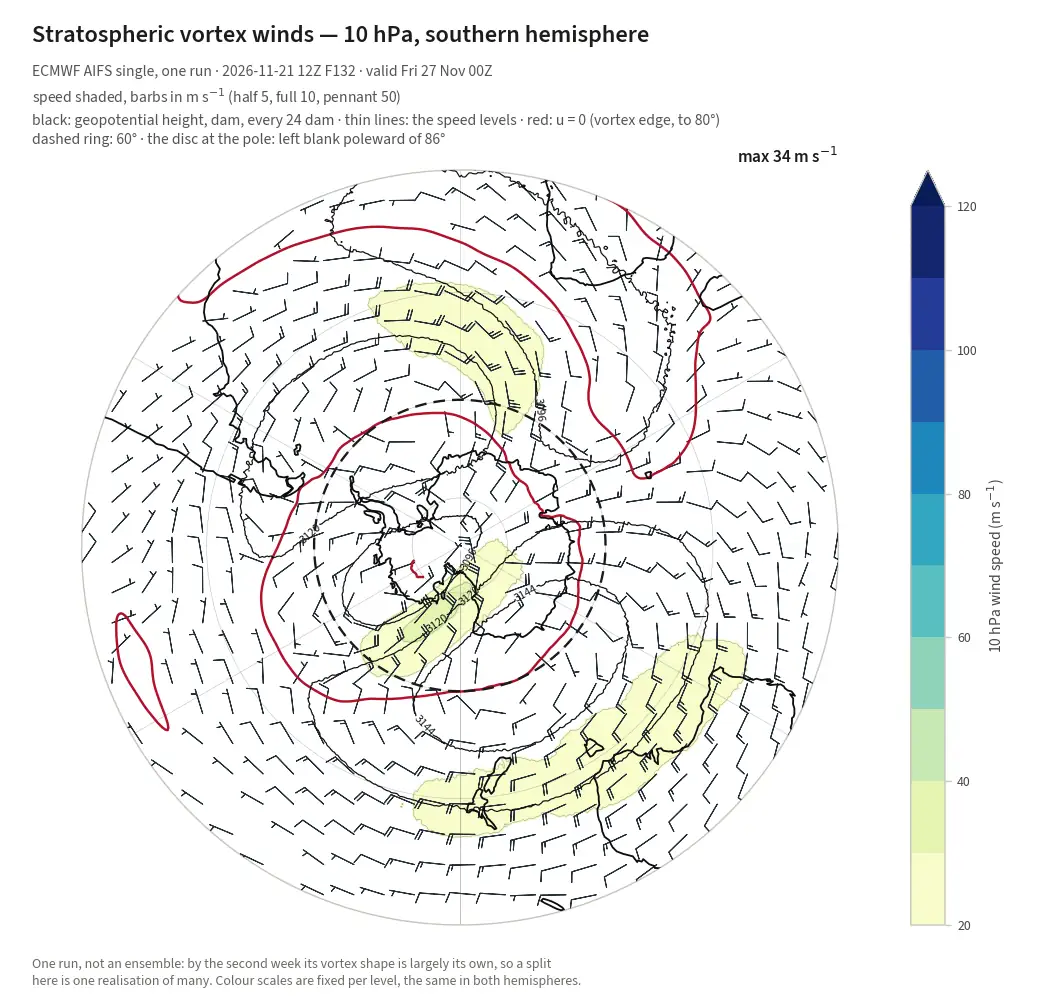 Stratospheric vortex winds — 10 hPa, southern hemisphere
ECMWF AIFS single, one run · 2026-11-21 12Z F132 · valid Fri 27 Nov 00Z
speed shaded, barbs in m s⁻¹ (half 5, full 10, pennant 50)
black: geopotential height, dam, every 24 dam · thin lines: the speed levels · red: u = 0 (vortex edge, to 80°)
dashed ring: 60° · the disc at the pole: left blank poleward of 86°
max 34 m s⁻¹
120
100
80
60
40
20
10 hPa wind speed (m s⁻¹)
3120
3144
3120
3144
One run, not an ensemble: by the second week its vortex shape is largely its own, so a split
here is one realisation of many. Colour scales are fixed per level, the same in both hemispheres.